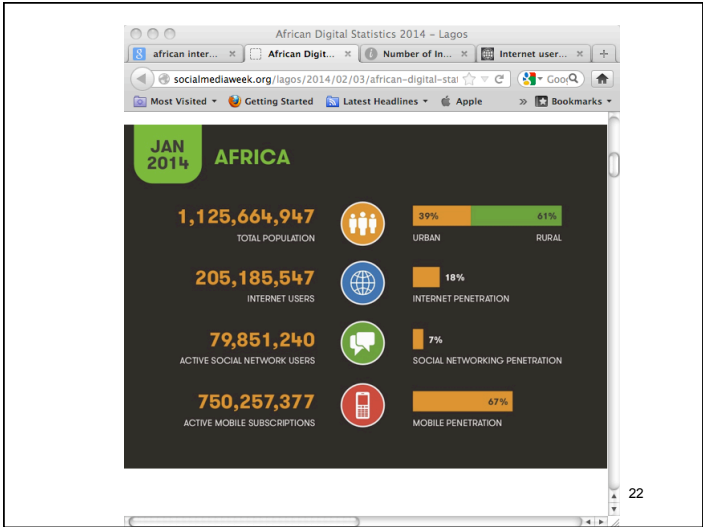 African Digital Statistics 2014 – Lagos
african inter...
African Digit...
Number of In...
Internet user...
socialmediaweek.org/lagos/2014/02/03/african-digital-stat
Goo
Most Visited
Getting Started
Latest Headlines
Apple
Bookmarks
JAN
2014
AFRICA
1,125,664,947
TOTAL POPULATION
39%
61%
URBAN
RURAL
205,185,547
INTERNET USERS
18%
INTERNET PENETRATION
79,851,240
ACTIVE SOCIAL NETWORK USERS
7%
SOCIAL NETWORKING PENETRATION
750,257,377
ACTIVE MOBILE SUBSCRIPTIONS
67%
MOBILE PENETRATION
22